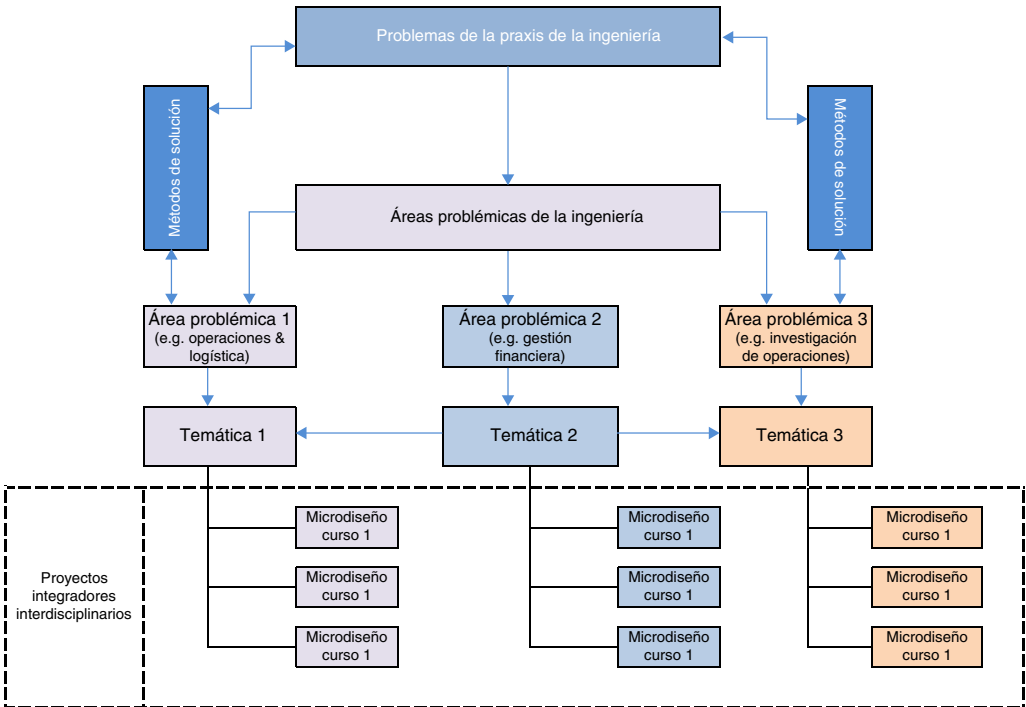 Problemas de la praxis de la ingeniería
Métodos de solución
Métodos de solución
Áreas problémicas de la ingeniería
Área problémica 1
(e.g. operaciones &
logística)
Área problémica 2
(e.g. gestión
financiera)
Área problémica 3
(e.g. investigación
de operaciones)
Temática 1
Temática 2
Temática 3
Proyectos
integradores
interdisciplinarios
Microdiseño
curso 1
Microdiseño
curso 1
Microdiseño
curso 1
Microdiseño
curso 1
Microdiseño
curso 1
Microdiseño
curso 1
Microdiseño
curso 1
Microdiseño
curso 1
Microdiseño
curso 1